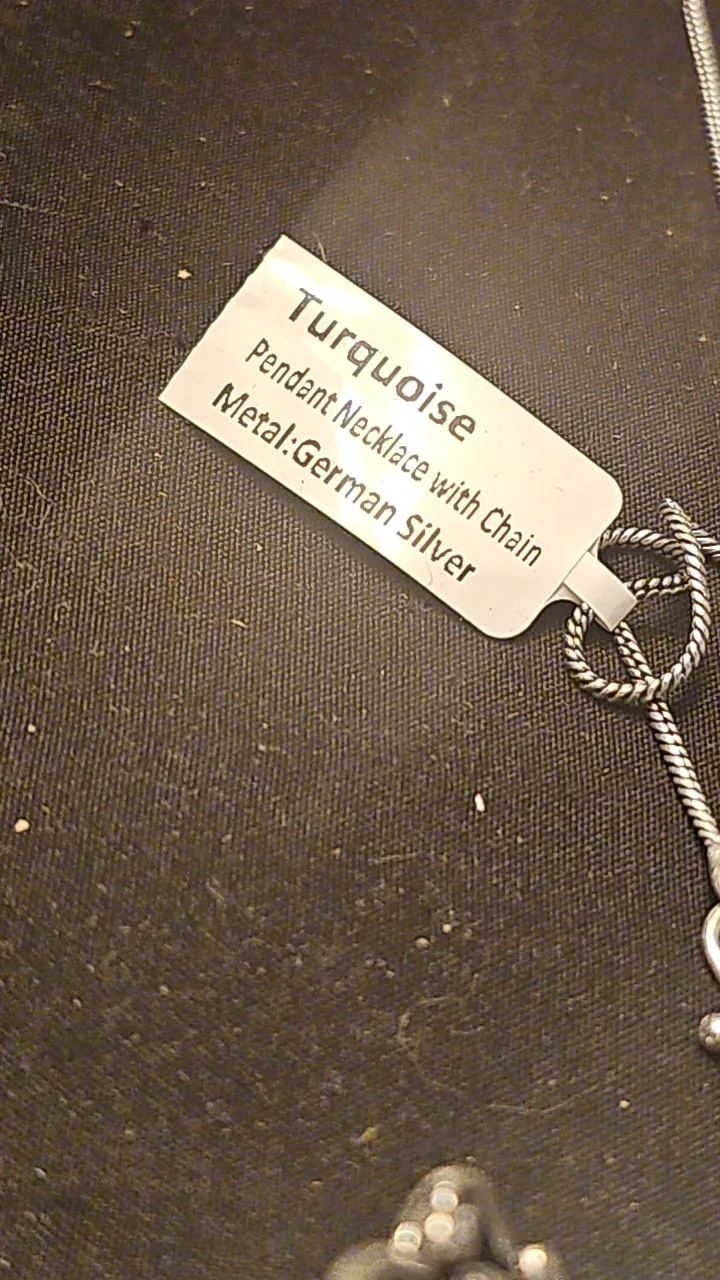 Turquoise
Pendant Necklace with Chain
Metal:German Silver